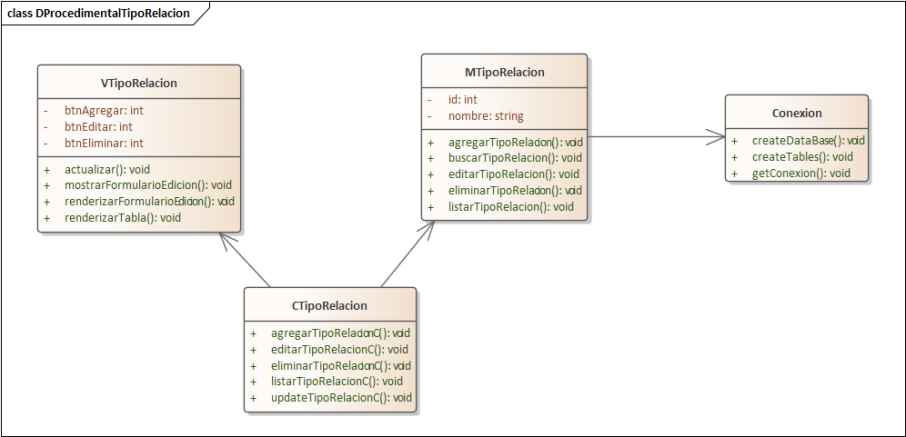 class DProcedimentalTipoRelacion
VTipoRelacion
- btnAgregar: int
- btnEditar: int
- btnEliminar: int
+ actualizar(): void
+ mostrarFormularioEdicion(): void
+ renderizarFormularioEdicion(): void
+ renderizarTabla(): void
MTipoRelacion
- id: int
- nombre: string
+ agregarTipoRelacion(): void
+ buscarTipoRelacion(): void
+ editarTipoRelacion(): void
+ eliminarTipoRelacion(): void
+ listarTipoRelacion(): void
Conexion
+ createDataBase(): void
+ createTables(): void
+ getConexion(): void
CTipoRelacion
+ agregarTipoRelacionC(): void
+ editarTipoRelacionC(): void
+ eliminarTipoRelacionC(): void
+ listarTipoRelacionC(): void
+ updateTipoRelacionC(): void